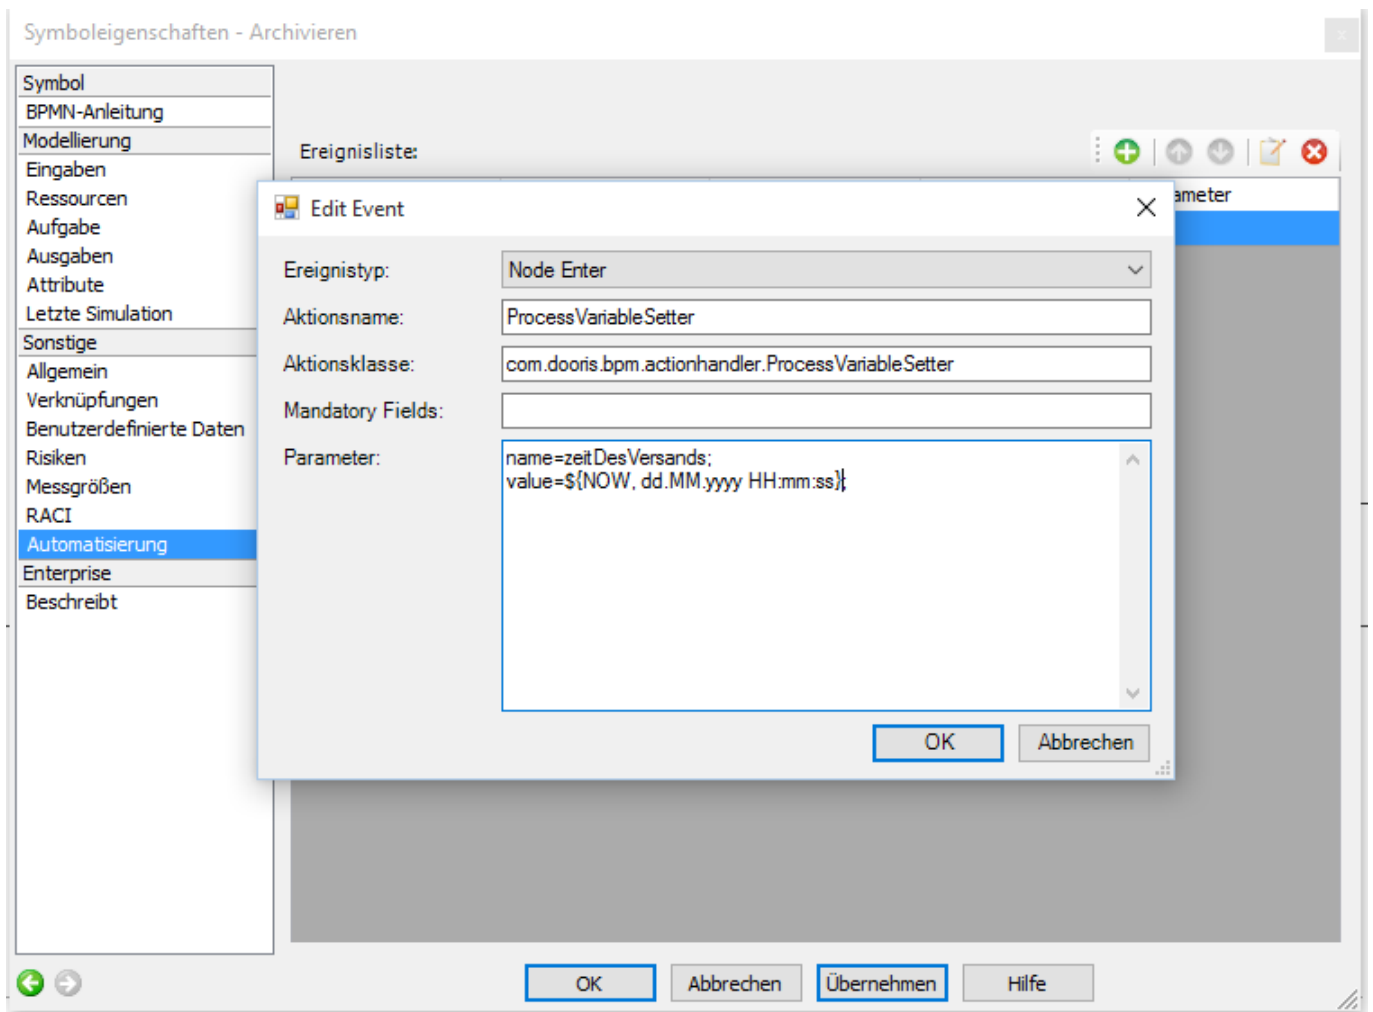 Symboleigenschaften - Archivieren
x
Symbol
BPMN-Anleitung
Modellierung
Eingaben
Ressourcen
Aufgabe
Ausgaben
Attribute
Letzte Simulation
Sonstige
Allgemein
Verknüpfungen
Benutzerdefinierte Daten
Risiken
Messgrößen
RACI
Automatisierung
Enterprise
Beschreibt
Ereignisliste:
ameter
Edit Event
Ereignistyp:
Node Enter
Aktionsname:
ProcessVariableSetter
Aktionsklasse:
com.dooris.bpm.actionhandler.ProcessVariableSetter
Mandatory Fields:
Parameter:
name=zeitDesVersands;
value=${NOW, dd.MM.yyyy HH:mm:ss};
OK
Abbrechen
OK
Abbrechen
Übernehmen
Hilfe